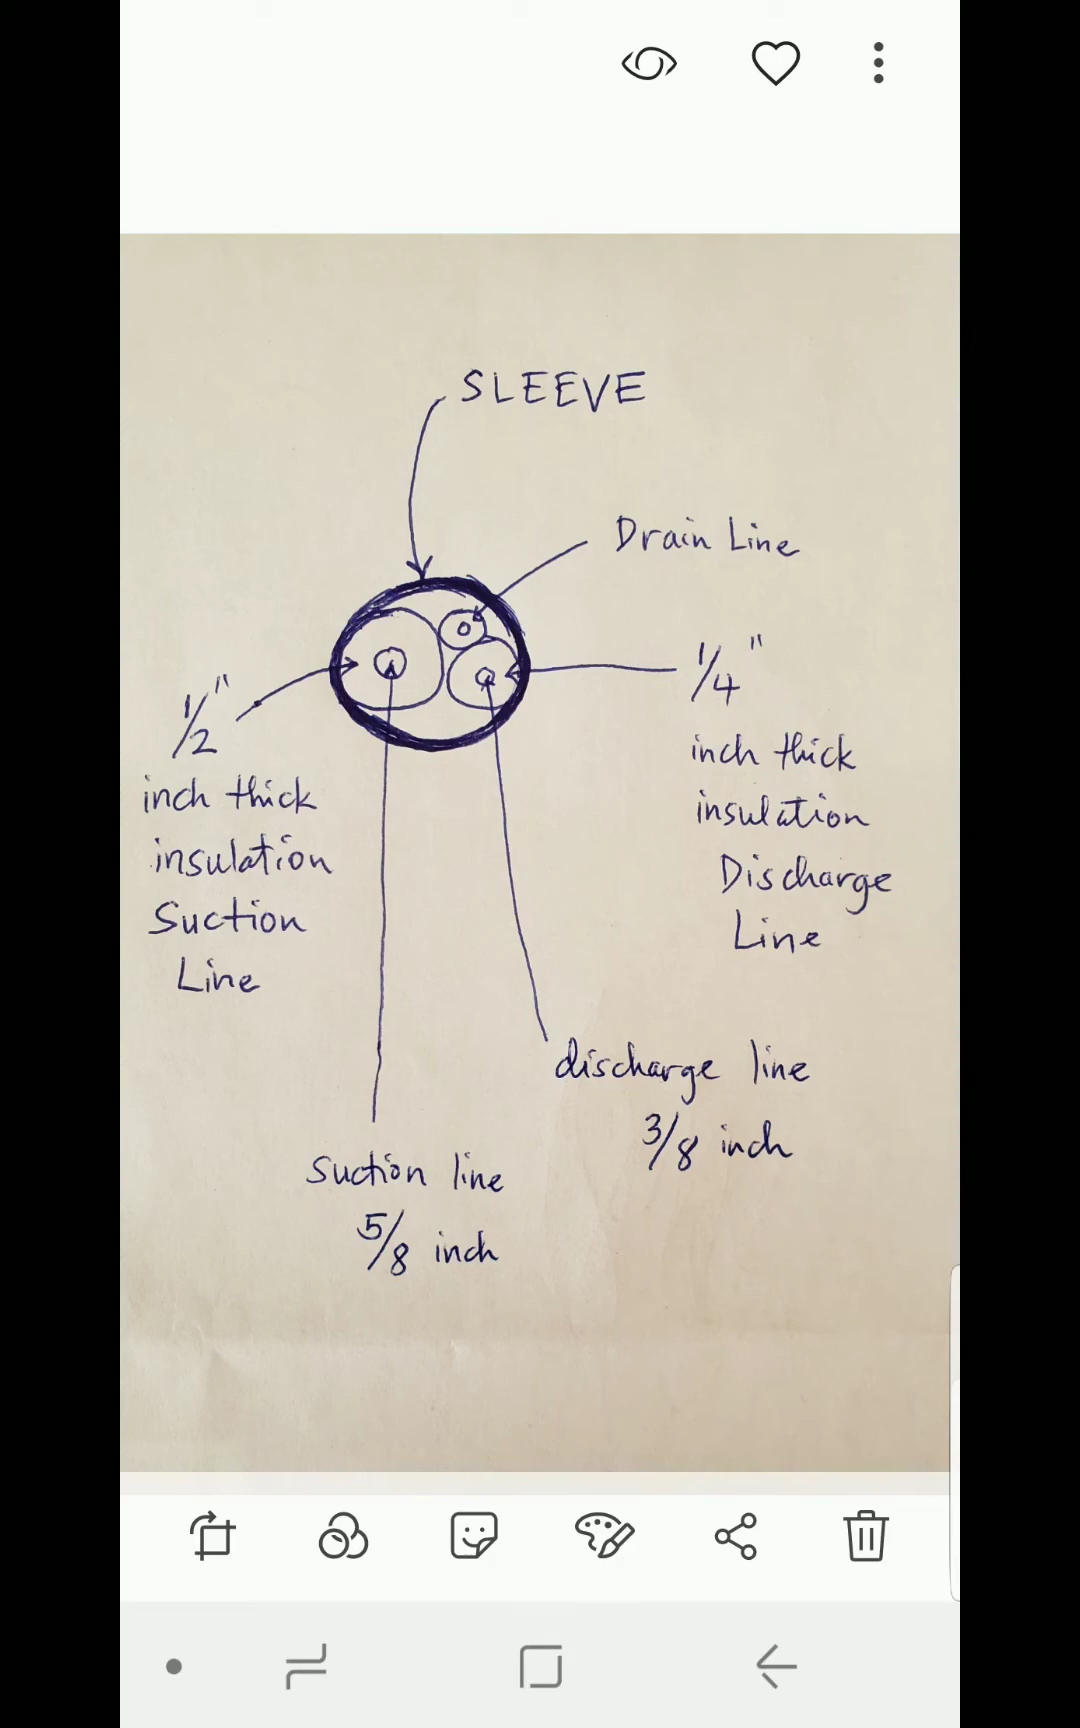 SLEEVE
Drain Line
1/2"
inch thick
insulation
Suction
Line
1/4"
inch thick
insulation
Discharge
Line
discharge line
3/8 inch
suction line
5/8 inch